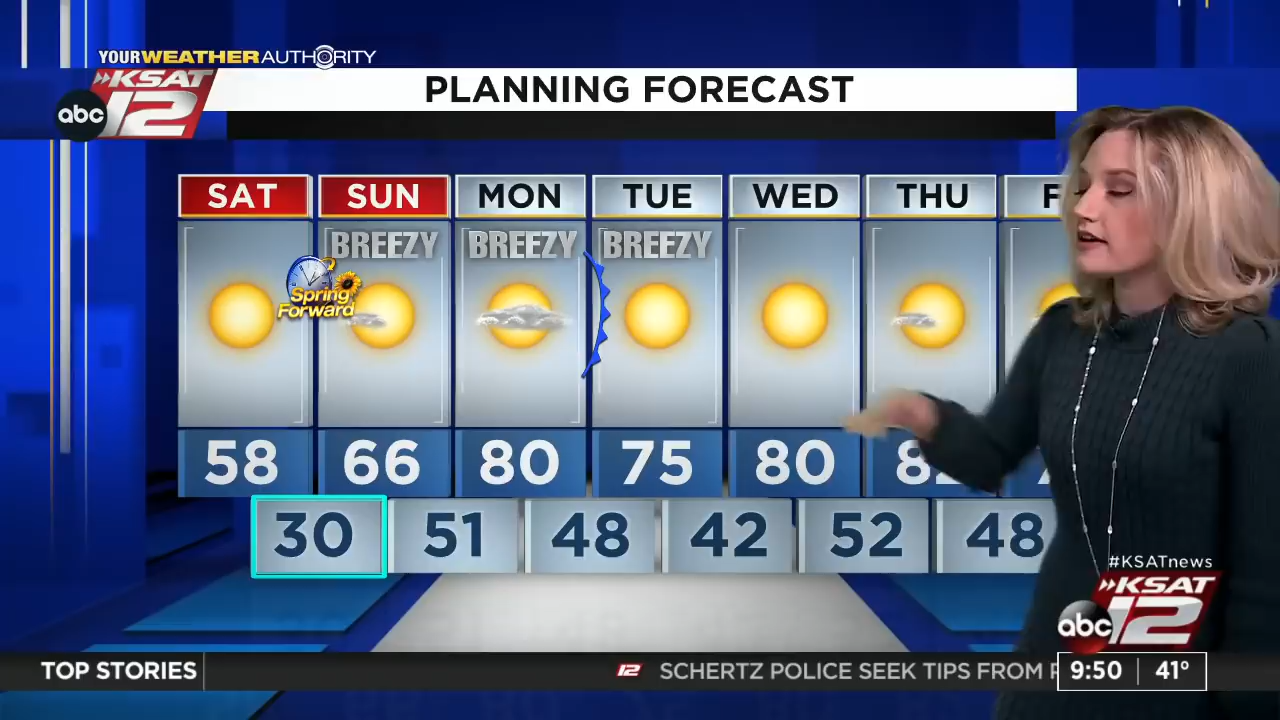 YOURWEATHERAUTHORITY
KSAT
abc 12
PLANNING FORECAST
SAT SUN MON TUE WED THU F
BREEZY BREEZY BREEZY
Spring
Forward
58 66 80 75 80
30 51 48 42 52 48
#KSATnews
KSAT
abc 12
TOP STORIES 12 SCHERTZ POLICE SEEK TIPS FROM 9:50 41°